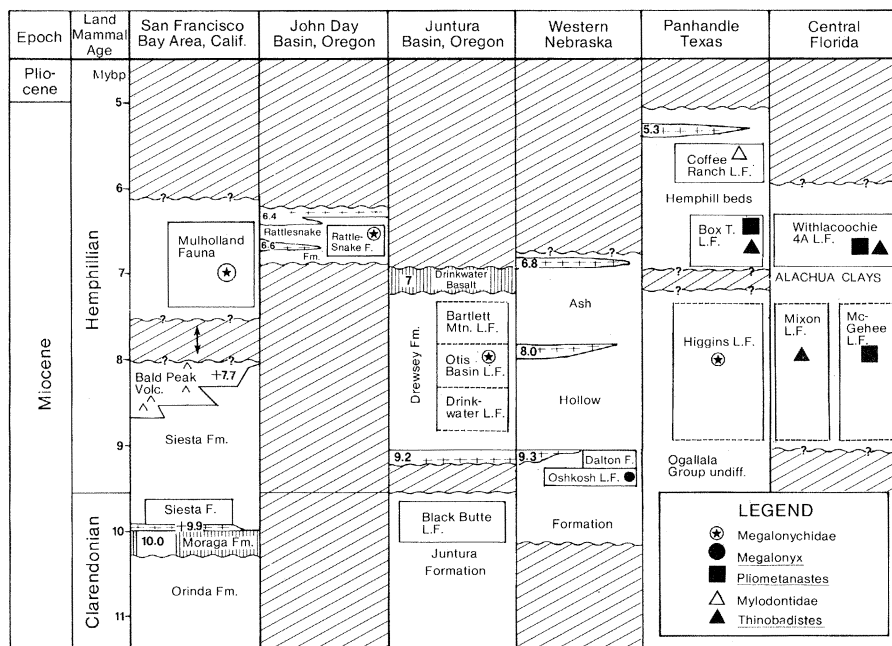 Epoch
Land
Mammal
Age
San Francisco
Bay Area, Calif.
John Day
Basin, Oregon
Juntura
Basin, Oregon
Western
Nebraska
Panhandle
Texas
Central
Florida
Plio-
cene
Miocene
Mybp
Hemphillian
Clarendonian
5
6
7
8
9
10
11
? ?
Mulholland
Fauna
? ?
? ?
Bald Peak
Volc.
+7.7
Siesta Fm.
Siesta F.
+9.9
10.0
Moraga Fm.
Orinda Fm.
6.4
Rattlesnake
6.6
Fm.
Rattle-
Snake F.
7
Drinkwater
Basalt
Drewsey Fm.
Bartlett
Mtn. L.F.
Otis
Basin L.F.
Drink-
water L.F.
9.2
Black Butte
L.F.
Juntura
Formation
? ?
6.8
Ash
8.0
Hollow
9.3
Dalton F.
Oshkosh L.F.
Formation
5.3
Coffee
Ranch L.F.
Hemphill beds
Box T.
L.F.
? ?
? ?
Higgins L.F.
Ogallala
Group undiff.
?
Withlacoochie
4A L.F.
?
ALACHUA CLAYS
Mixon
L.F.
Mc-
Gehee
L.F.
?
LEGEND
Megalonychidae
Megalonyx
Pliometanastes
Mylodontidae
Thinobadistes